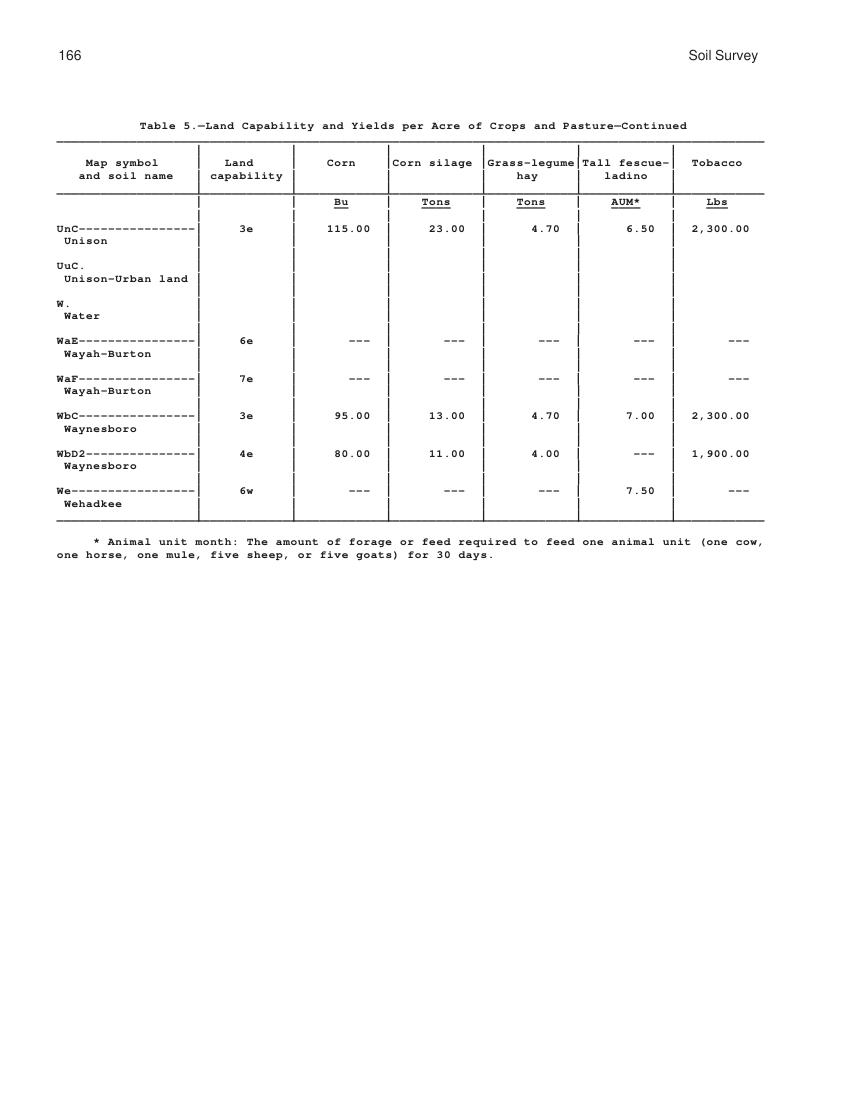 166 Soil Survey
Table 5.—Land Capability and Yields per Acre of Crops and Pasture—Continued
Map symbol | Land | Corn | Corn silage | Grass-legume | Tall fescue- | Tobacco
and soil name | capability | | | hay | ladino |
| | Bu | Tons | Tons | AUM* | Lbs
UnC---------------- | 3e | 115.00 | 23.00 | 4.70 | 6.50 | 2,300.00
Unison
UuC.
Unison-Urban land
W.
Water
WaE---------------- | 6e | --- | --- | --- | --- | ---
Wayah-Burton
WaF---------------- | 7e | --- | --- | --- | --- | ---
Wayah-Burton
WbC---------------- | 3e | 95.00 | 13.00 | 4.70 | 7.00 | 2,300.00
Waynesboro
WbD2--------------- | 4e | 80.00 | 11.00 | 4.00 | --- | 1,900.00
Waynesboro
We----------------- | 6w | --- | --- | --- | 7.50 | ---
Wehadkee
* Animal unit month: The amount of forage or feed required to feed one animal unit (one cow,
one horse, one mule, five sheep, or five goats) for 30 days.